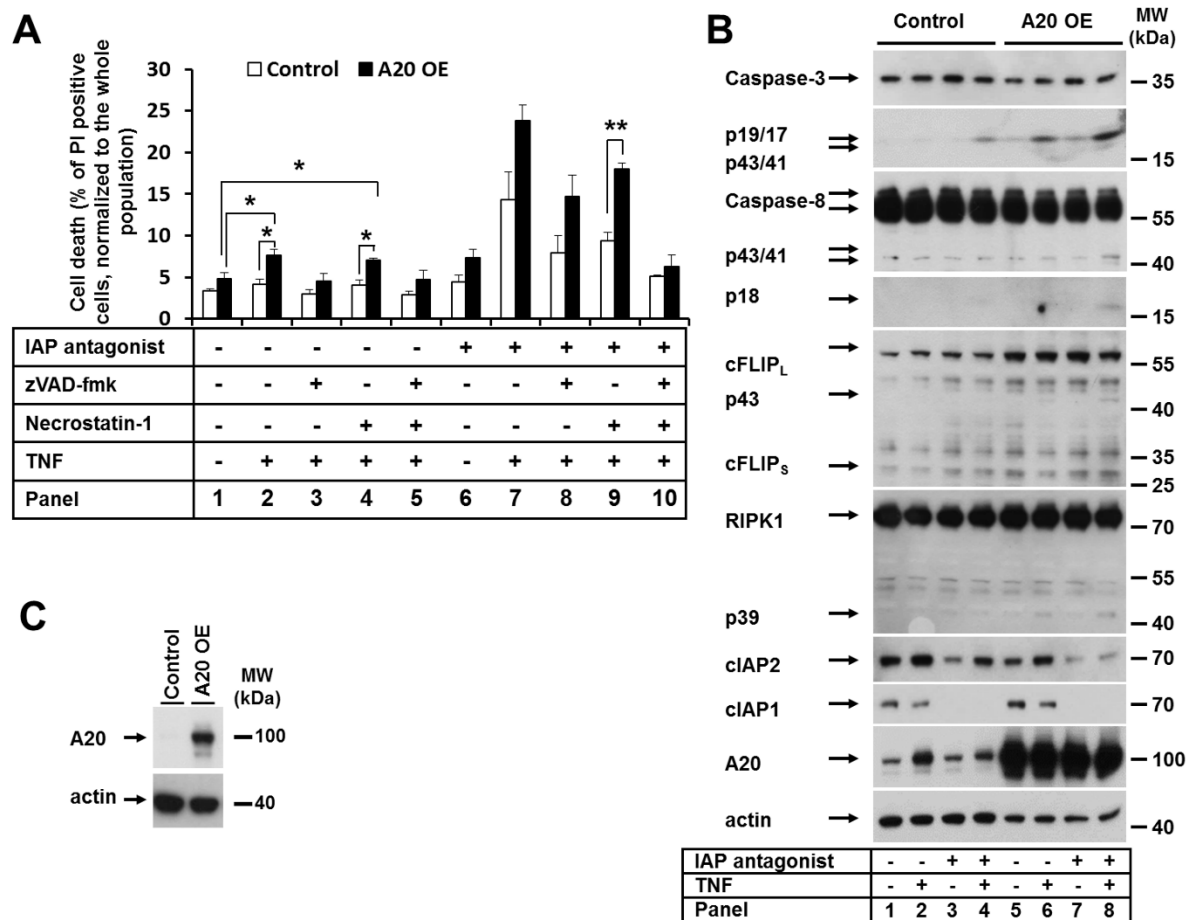 A
Control A20 OE
Cell death (% of PI positive
cells, normalized to the whole
population)
30
25
20
15
10
5
0
*
*
*
*
**
IAP antagonist - - - - - + + + + +
zVAD-fmk - - + - + - - + - +
Necrostatin-1 - - - + + - - - + +
TNF - + + + + - + + + +
Panel 1 2 3 4 5 6 7 8 9 10
B
Control A20 OE MW
(kDa)
Caspase-3 35
p19/17
p43/41 15
Caspase-8 55
p43/41 40
p18 15
cFLIPL 55
p43 40
35
cFLIPS 25
RIPK1 70
55
p39 40
cIAP2 70
cIAP1 70
A20 100
actin 40
IAP antagonist - - + + - - + +
TNF - + - + - + - +
Panel 1 2 3 4 5 6 7 8
C
Control
A20 OE
MW
(kDa)
A20 100
actin 40